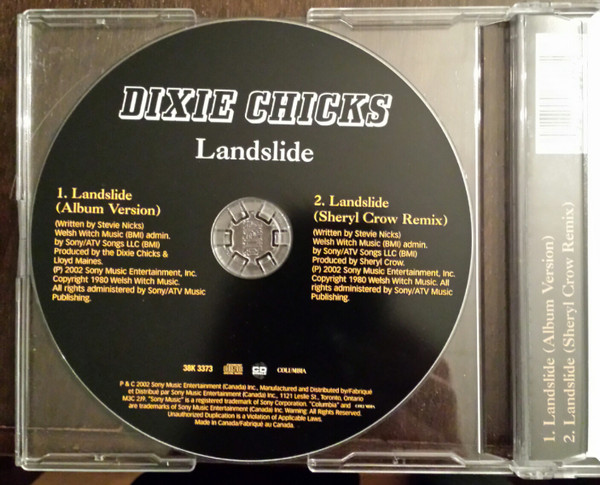 DIXIE CHICKS
Landslide
1. Landslide
(Album Version)
(Written by Stevie Nicks)
Welsh Witch Music (BMI) admin.
by Sony/ATV Songs LLC (BMI)
Produced by the Dixie Chicks &
Lloyd Maines.
(P) 2002 Sony Music Entertainment, Inc.
Copyright 1980 Welsh Witch Music.
All rights administered by Sony/ATV Music
Publishing.
2. Landslide
(Sheryl Crow Remix)
(Written by Stevie Nicks)
Welsh Witch Music (BMI) admin.
by Sony/ATV Songs LLC (BMI)
Produced by Sheryl Crow.
(P) 2002 Sony Music Entertainment, Inc.
Copyright 1980 Welsh Witch Music. All
rights administered by Sony/ATV Music
Publishing.
38K 3373 COLUMBIA
P & C 2002 Sony Music Entertainment (Canada) Inc., Manufactured and Distributed by/Fabriqué
et Distribué par Sony Music Entertainment (Canada) Inc., 1121 Leslie St., Toronto, Ontario
M3C 2J9. "Sony Music" is a registered trademark of Sony Corporation. "Columbia" and
are trademarks of Sony Music Entertainment (Canada) Inc. Warning: All Rights Reserved.
Unauthorized Duplication is a Violation of Applicable Laws.
Made in Canada/Fabriqué au Canada.
1. Landslide (Album Version)
2. Landslide (Sheryl Crow Remix)